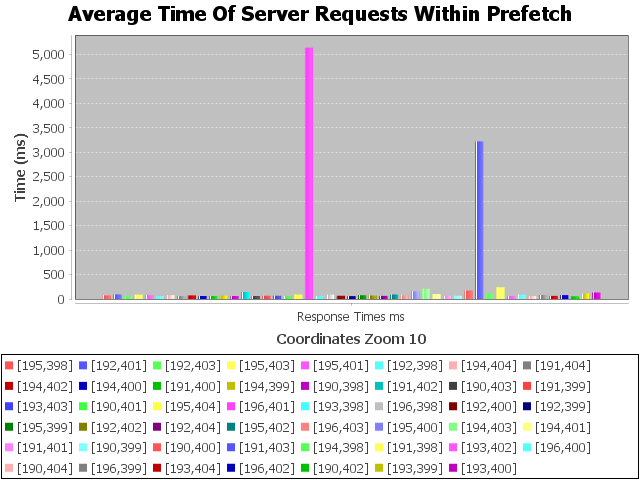 Average Time Of Server Requests Within Prefetch
Time (ms)
5,000
4,500
4,000
3,500
3,000
2,500
2,000
1,500
1,000
500
0
Response Times ms
Coordinates Zoom 10
[195,398] [192,401] [192,403] [195,403] [195,401] [192,398] [194,404] [191,404]
[194,402] [194,400] [191,400] [194,399] [190,398] [191,402] [190,403] [191,399]
[193,403] [190,401] [195,404] [196,401] [193,398] [196,398] [192,400] [192,399]
[195,399] [192,402] [192,404] [195,402] [196,403] [195,400] [194,403] [194,401]
[191,401] [190,399] [190,400] [191,403] [194,398] [191,398] [193,402] [196,400]
[190,404] [196,399] [193,404] [196,402] [190,402] [193,399] [193,400]